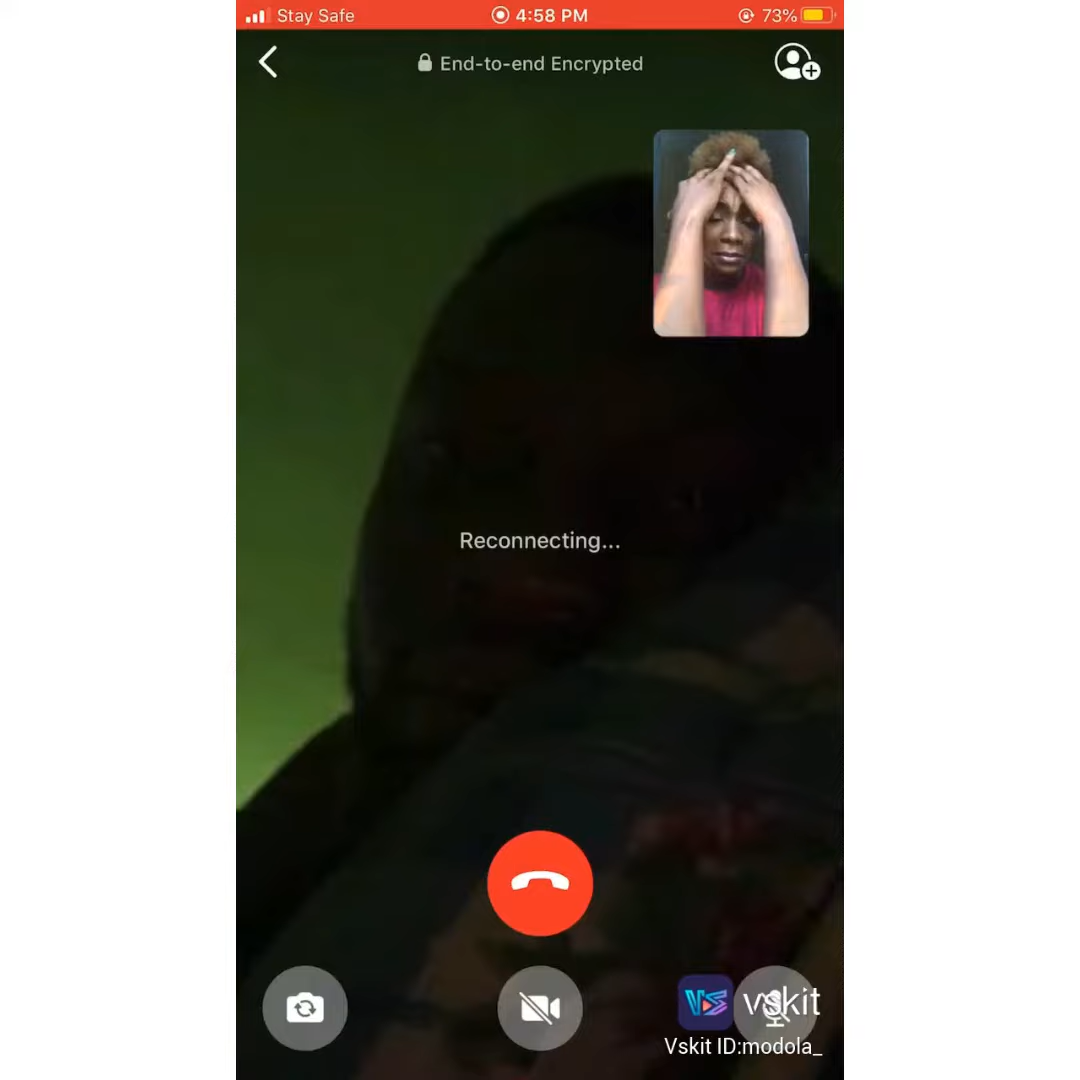 Stay Safe 4:58 PM 73%
End-to-end Encrypted
Reconnecting...
vskit
Vskit ID:modola_